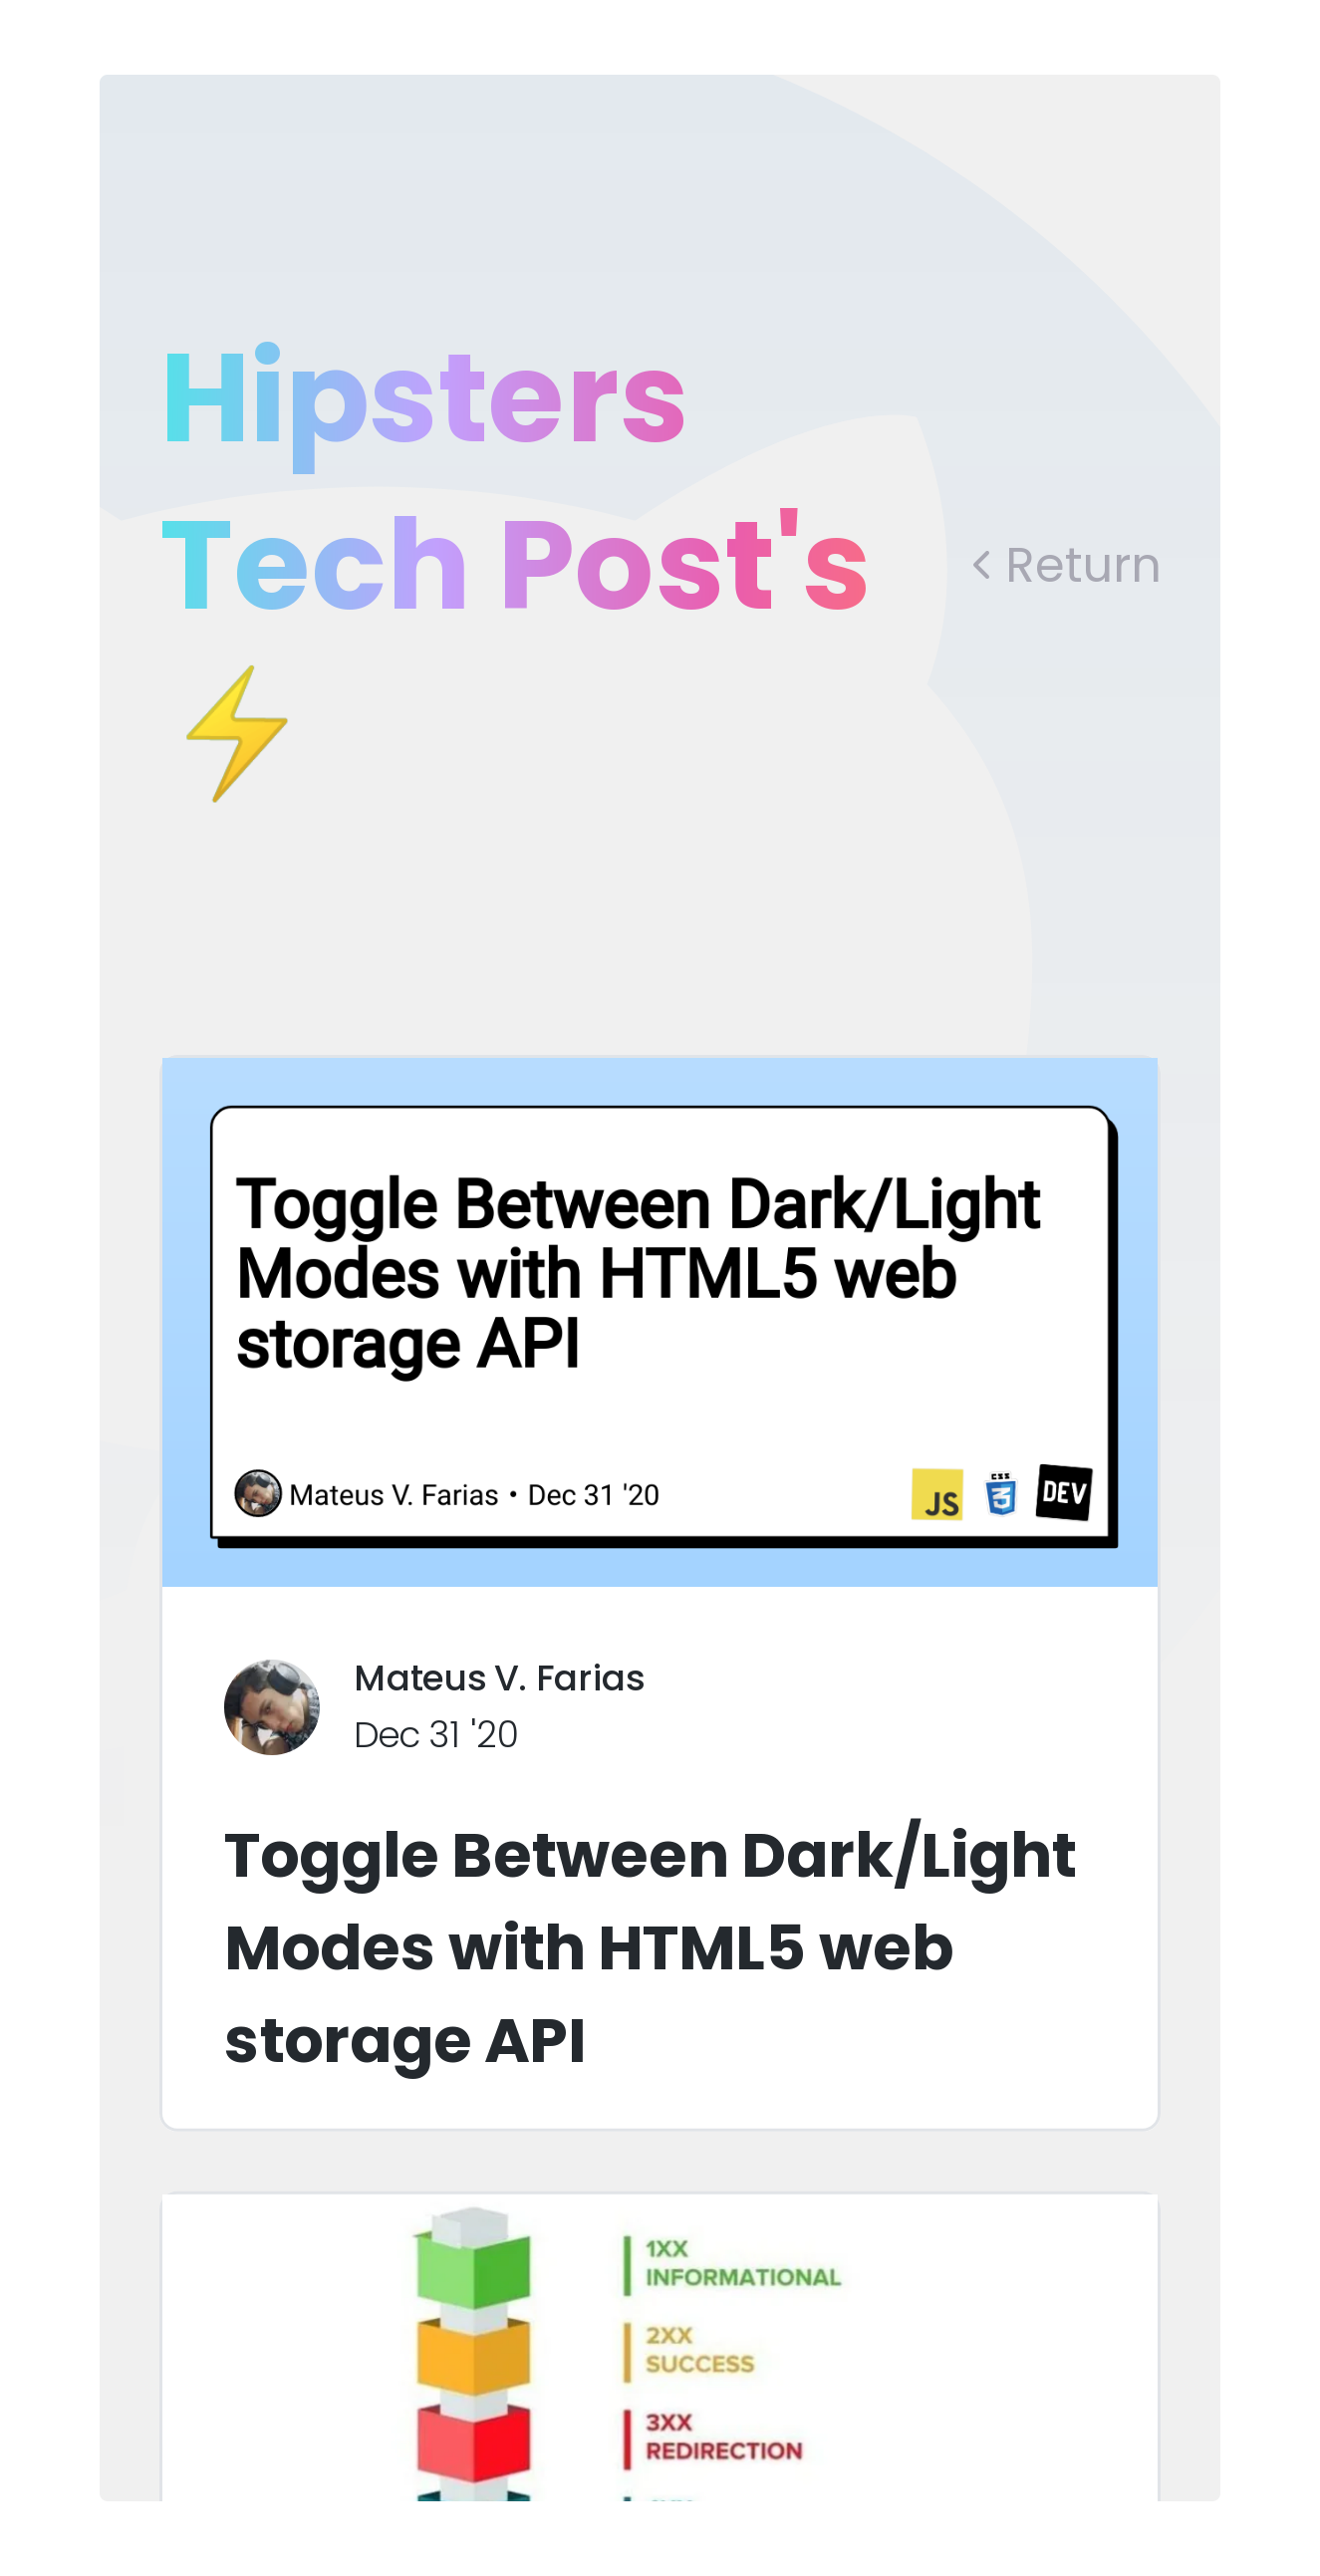 Hipsters
Tech Post's
Return
⚡
Toggle Between Dark/Light
Modes with HTML5 web
storage API
Mateus V. Farias • Dec 31 '20
JS
CSS
3
DEV
Mateus V. Farias
Dec 31 '20
Toggle Between Dark/Light
Modes with HTML5 web
storage API
1XX
INFORMATIONAL
2XX
SUCCESS
3XX
REDIRECTION